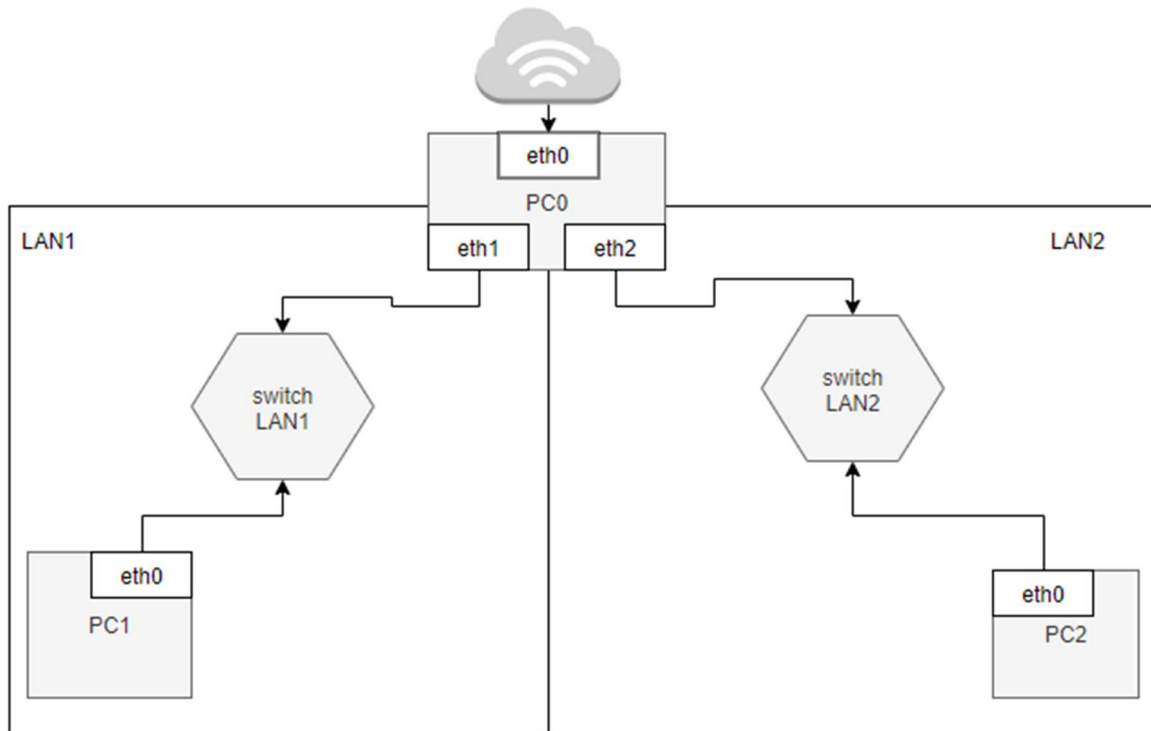 eth0
PC0
LAN1
eth1
eth2
LAN2
switch
LAN1
switch
LAN2
eth0
PC1
eth0
PC2